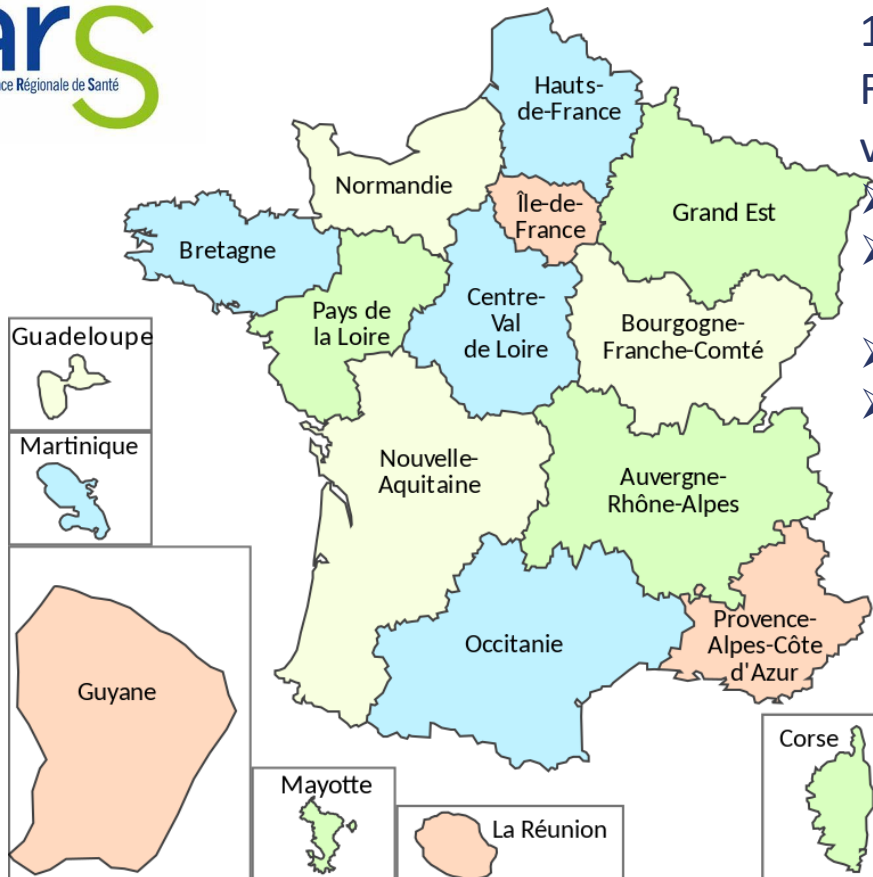 ars
ce Régionale de Santé
1
F
v
Hauts-
de-France
Normandie
Île-de-
France
Grand Est
Bretagne
Centre-
Val
de Loire
Pays de
la Loire
Bourgogne-
Franche-Comté
Guadeloupe
Martinique
Nouvelle-
Aquitaine
Auvergne-
Rhône-Alpes
Occitanie
Provence-
Alpes-Côte
d'Azur
Guyane
Corse
Mayotte
La Réunion